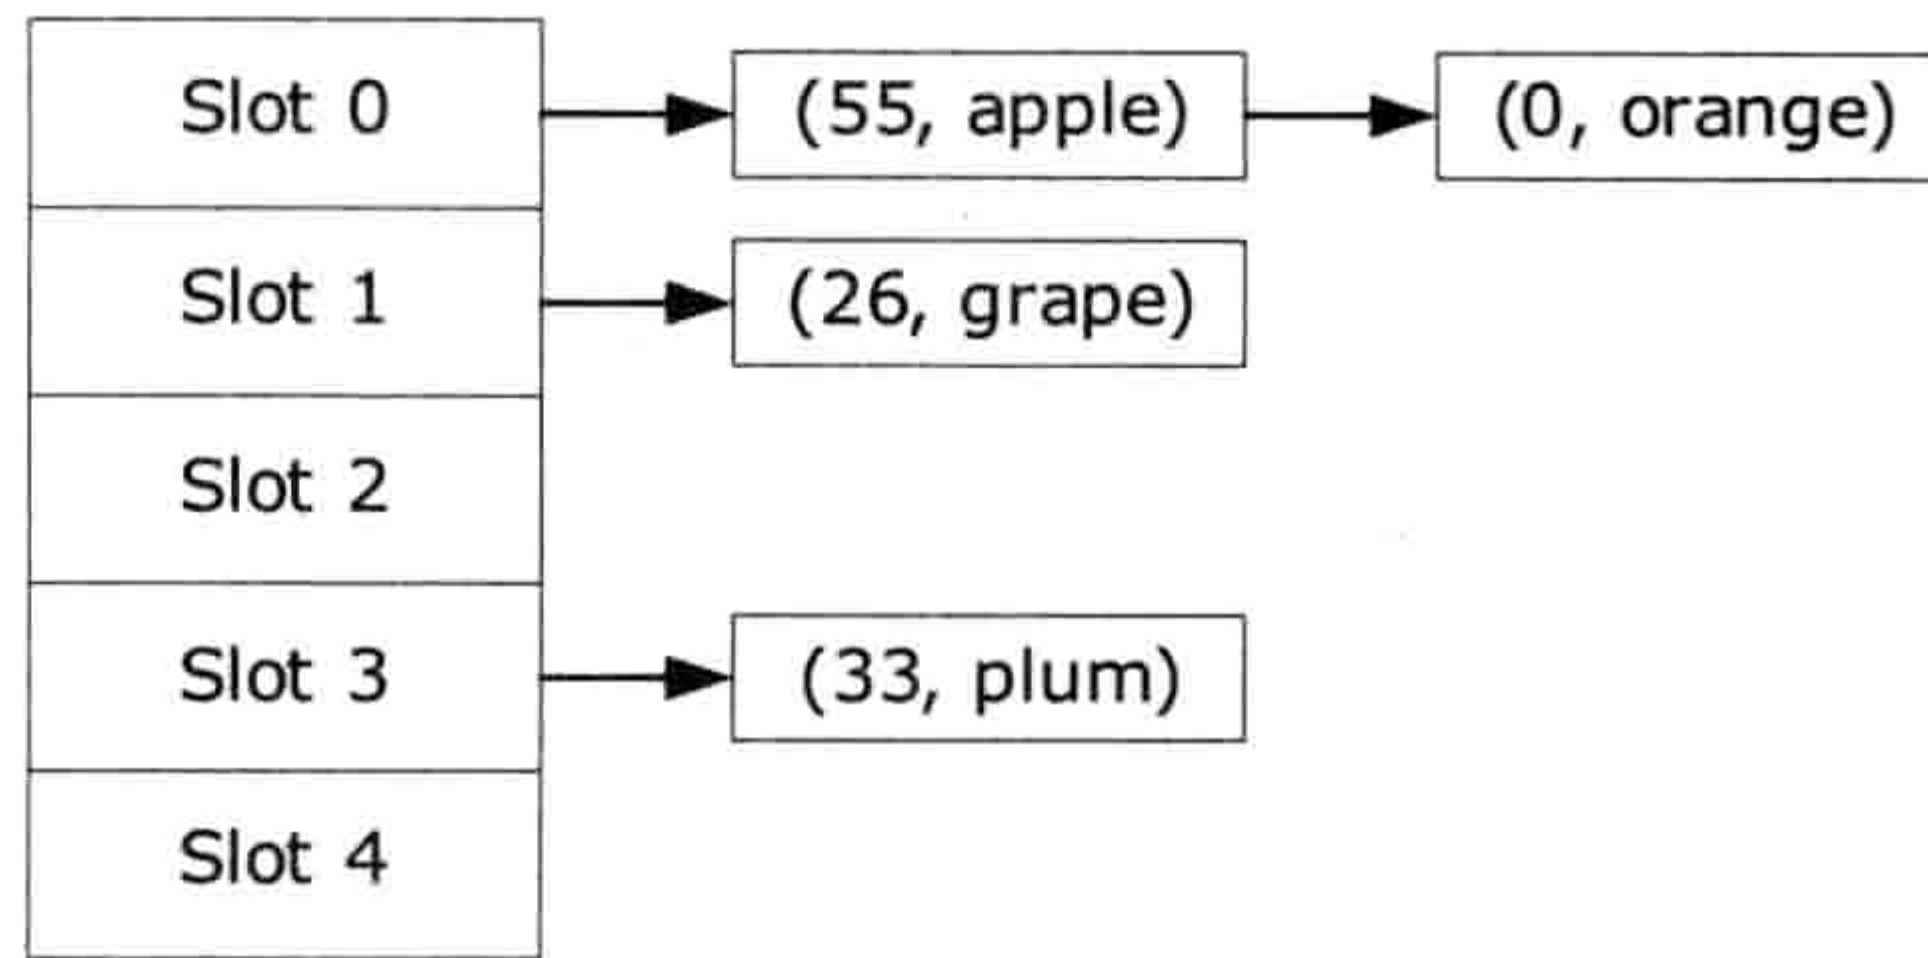 Slot 0 (55, apple) (0, orange)
Slot 1 (26, grape)
Slot 2
Slot 3 (33, plum)
Slot 4